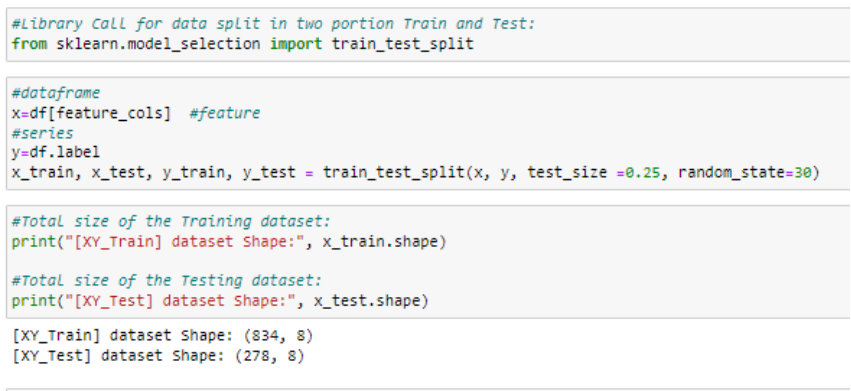 #Library Call for data split in two portion Train and Test:
from sklearn.model_selection import train_test_split
#dataframe
x=df[feature_cols]  #feature
#series
y=df.label
x_train, x_test, y_train, y_test = train_test_split(x, y, test_size =0.25, random_state=30)
#Total size of the Training dataset:
print("[XY_Train] dataset Shape:", x_train.shape)
#Total size of the Testing dataset:
print("[XY_Test] dataset Shape:", x_test.shape)
[XY_Train] dataset Shape: (834, 8)
[XY_Test] dataset Shape: (278, 8)